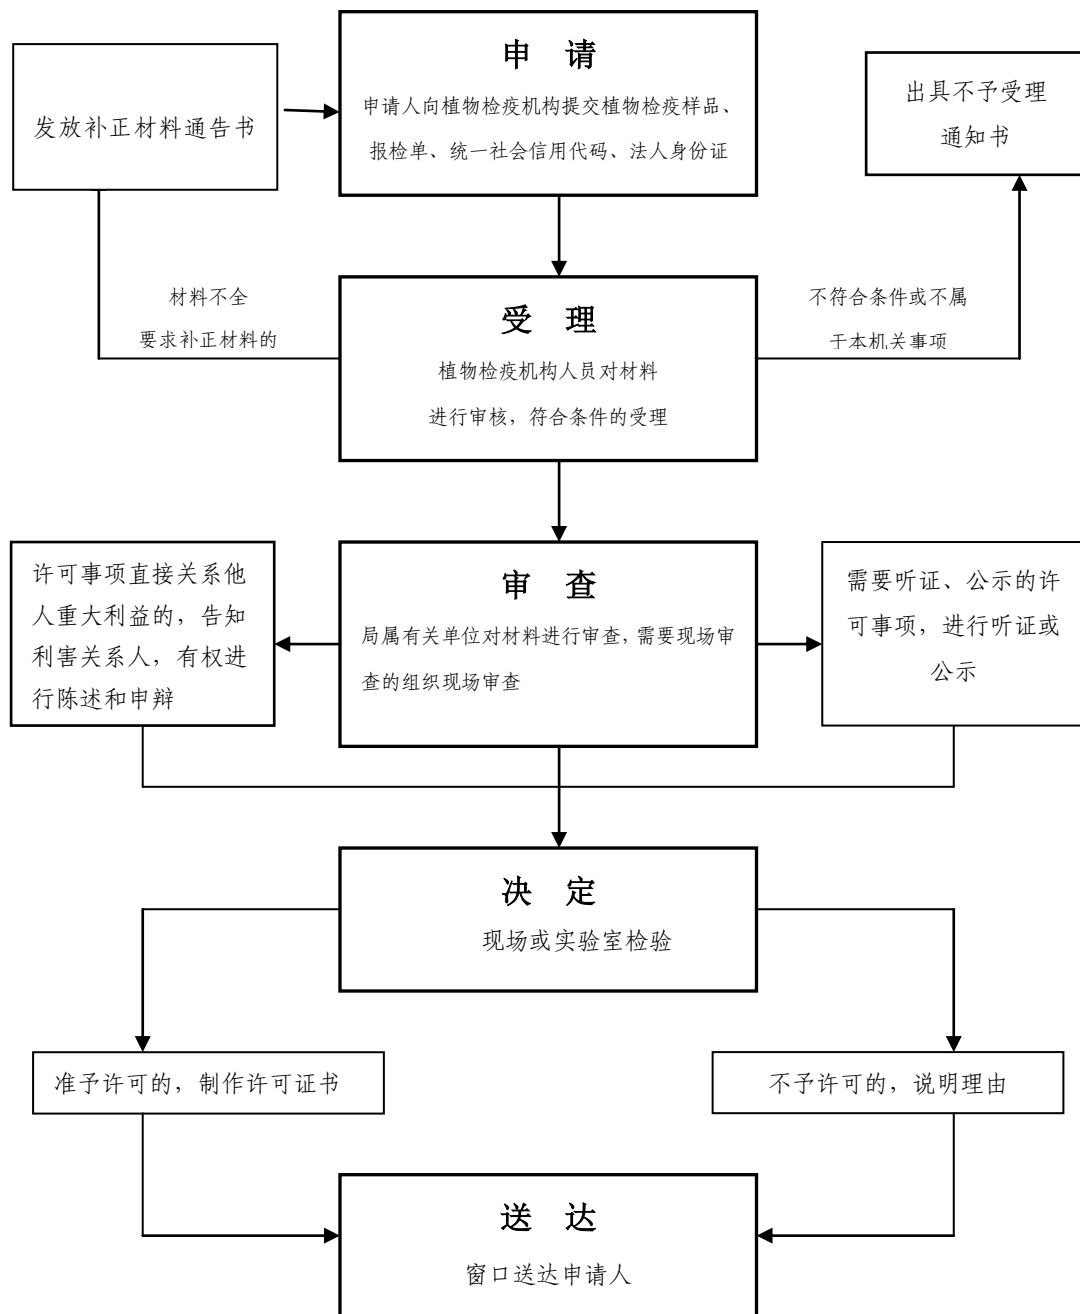 申 请
申请人向植物检疫机构提交植物检疫样品、
报检单、统一社会信用代码、法人身份证
发放补正材料通告书
出具不予受理
通知书
材料不全
要求补正材料的
受 理
植物检疫机构人员对材料
进行审核，符合条件的受理
不符合条件或不属
于本机关事项
许可事项直接关系他
人重大利益的，告知
利害关系人，有权进
行陈述和申辩
审 查
局属有关单位对材料进行审查，需要现场审
查的组织现场审查
需要听证、公示的许
可事项，进行听证或
公示
决 定
现场或实验室检验
准予许可的，制作许可证书
不予许可的，说明理由
送 达
窗口送达申请人